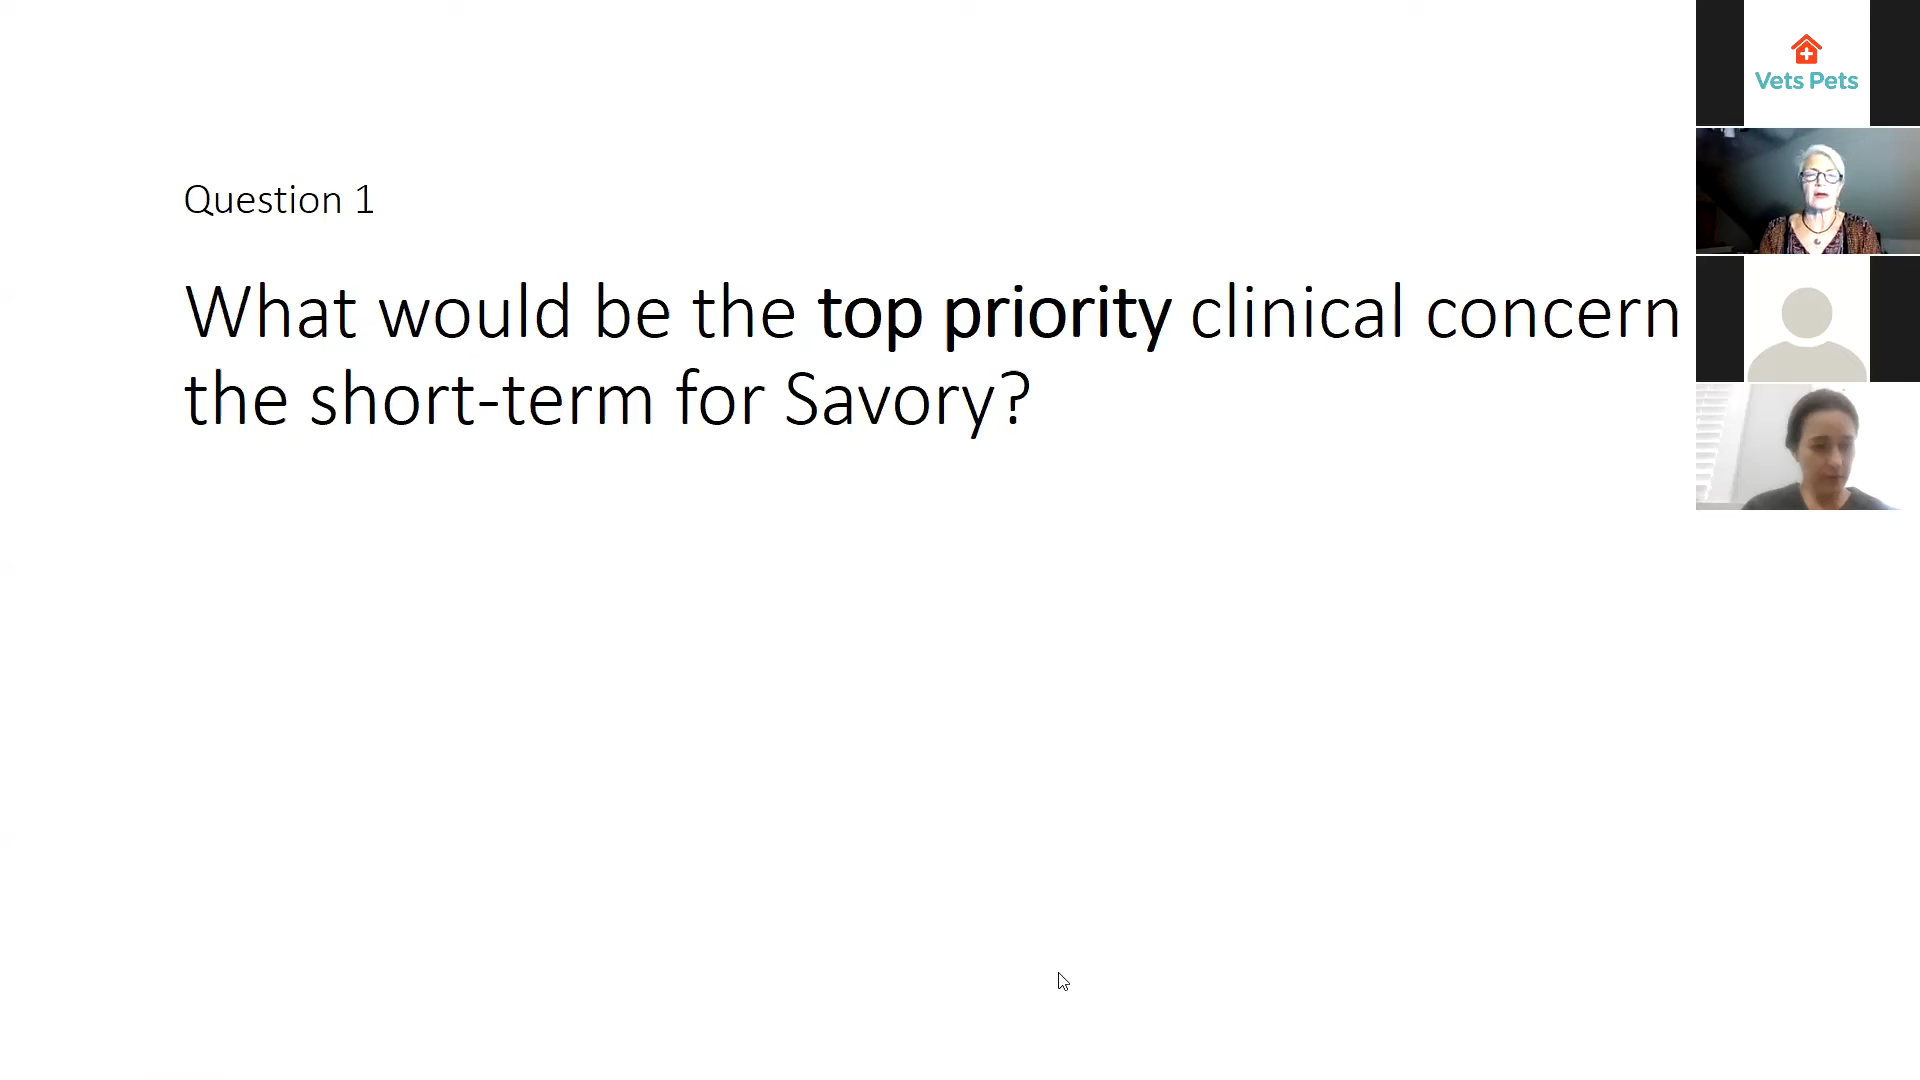 Question 1
What would be the top priority clinical concern
the short-term for Savory?
Vets Pets